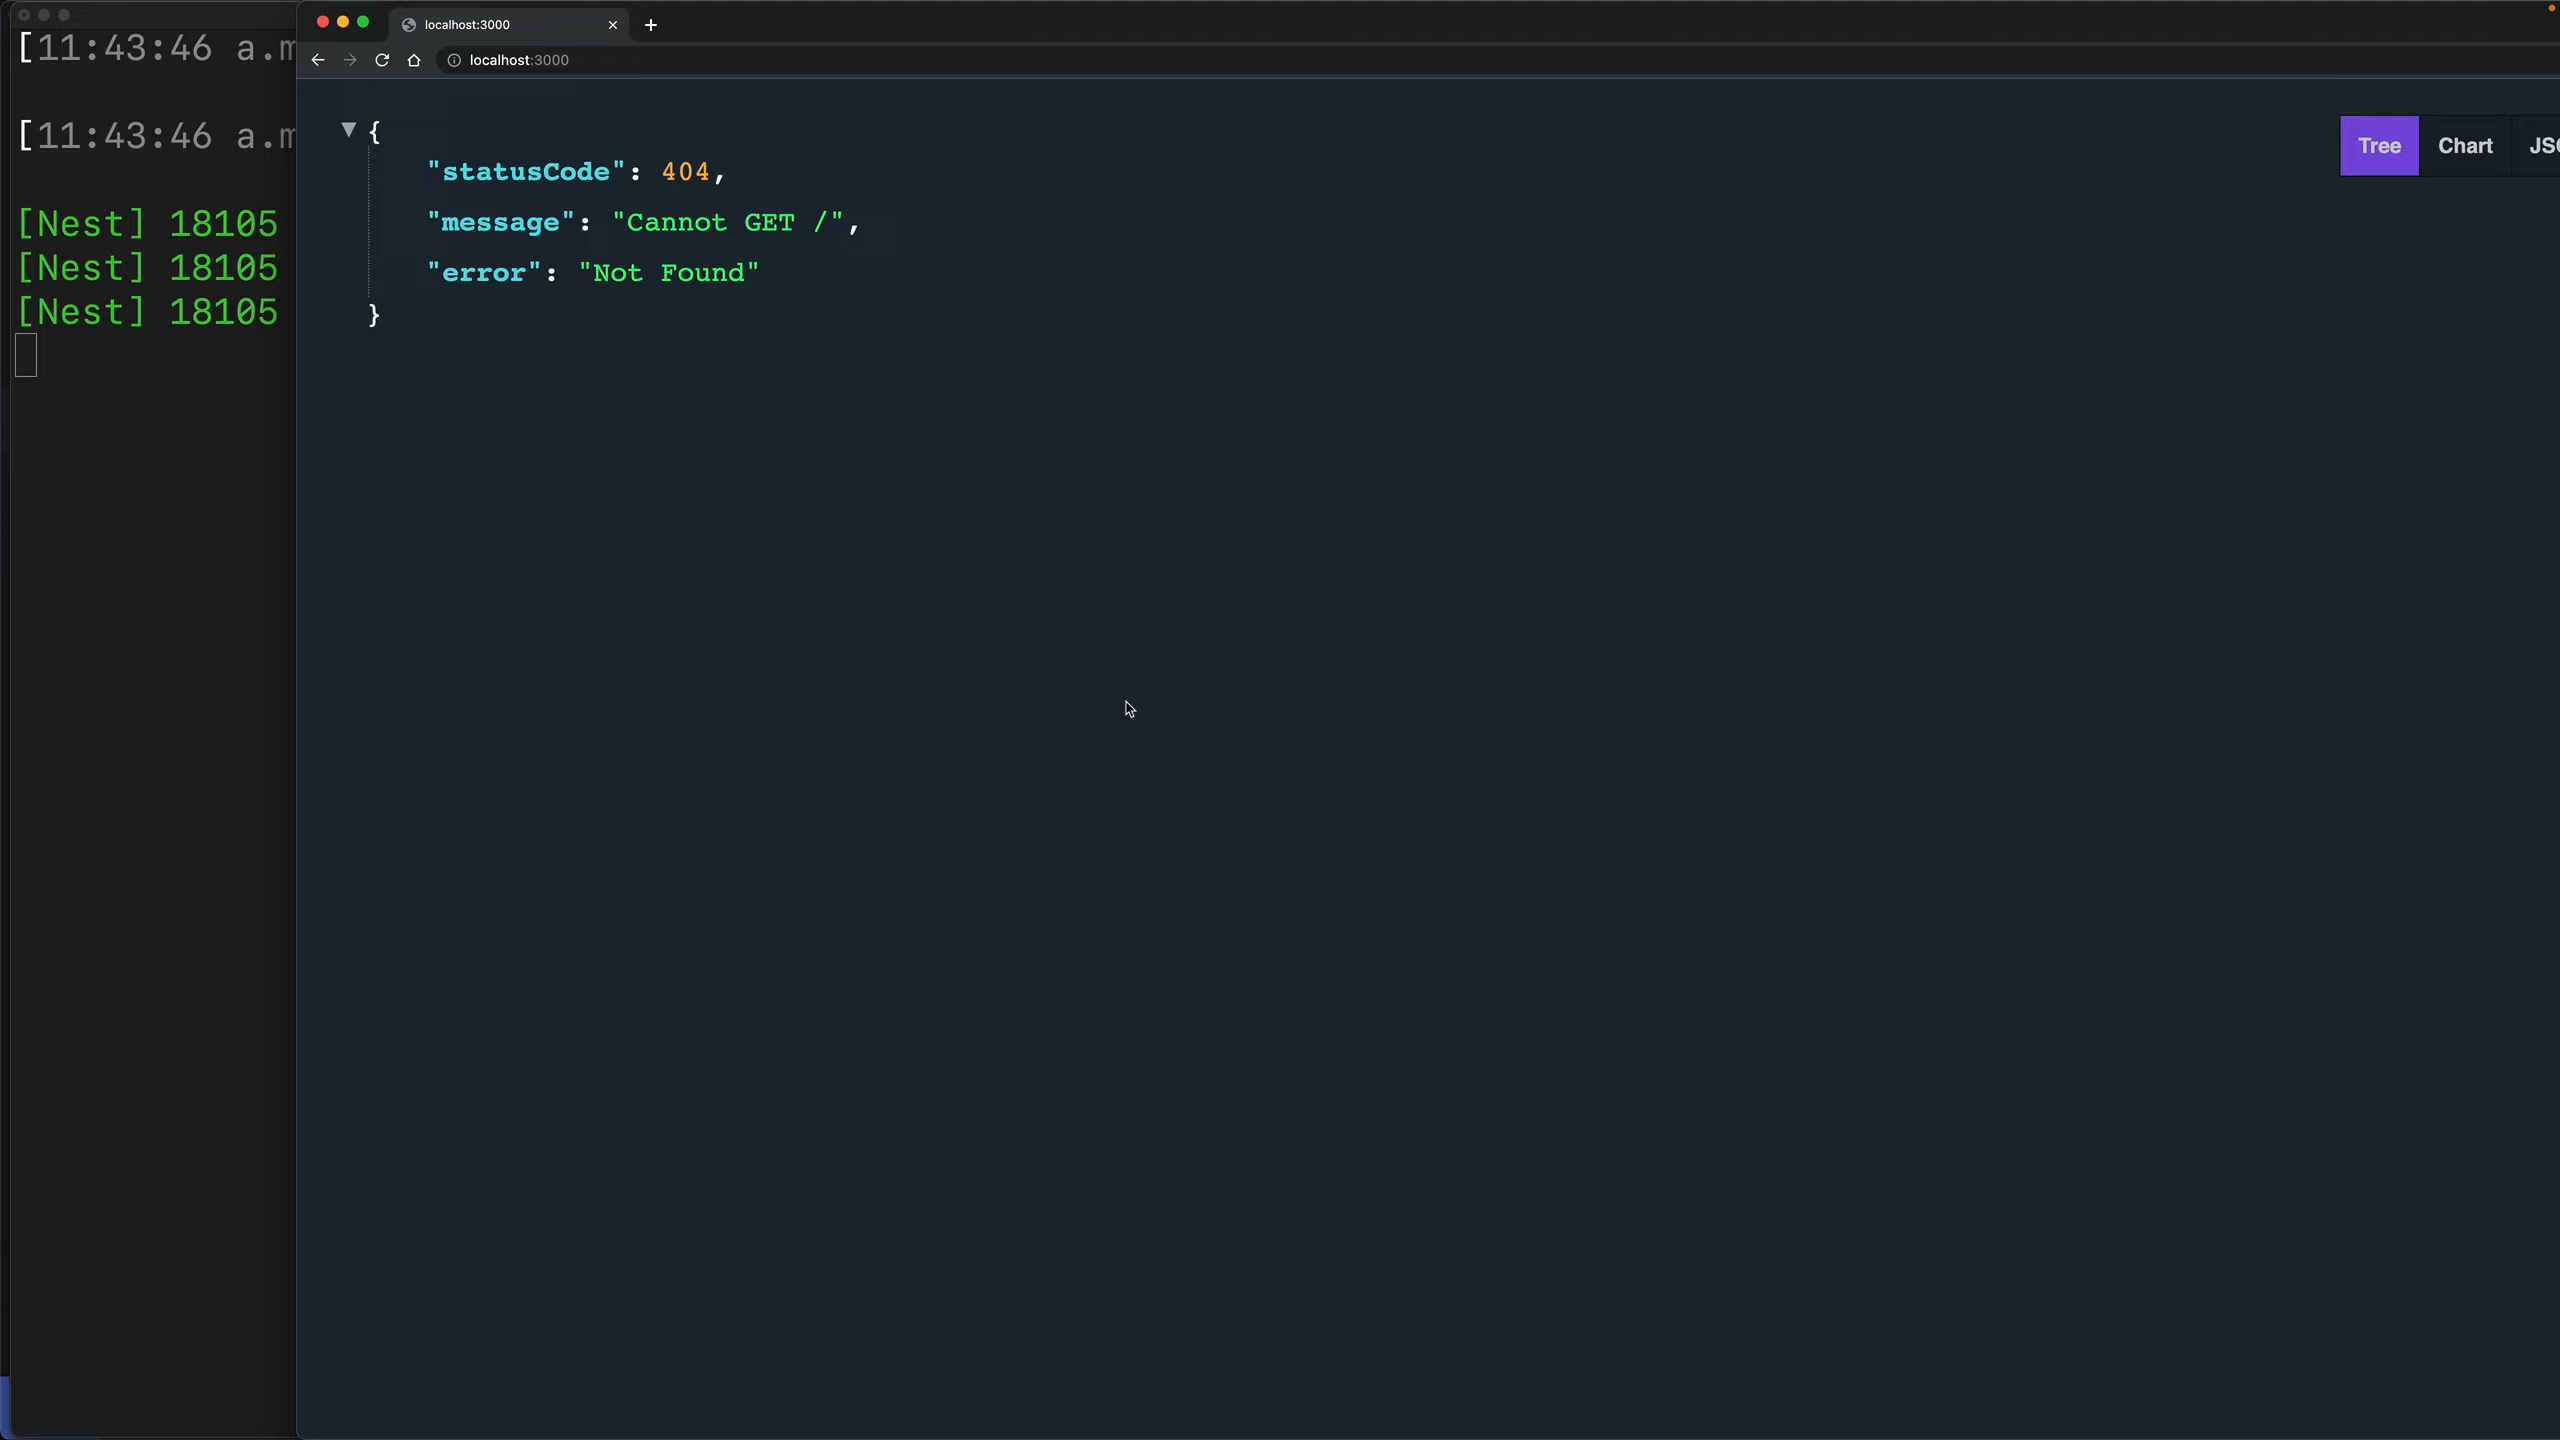 [11:43:46 a.m
[11:43:46 a.m
[Nest] 18105
[Nest] 18105
[Nest] 18105
localhost:3000
localhost:3000
{
"statusCode": 404,
"message": "Cannot GET /",
"error": "Not Found"
}
Tree Chart JSO